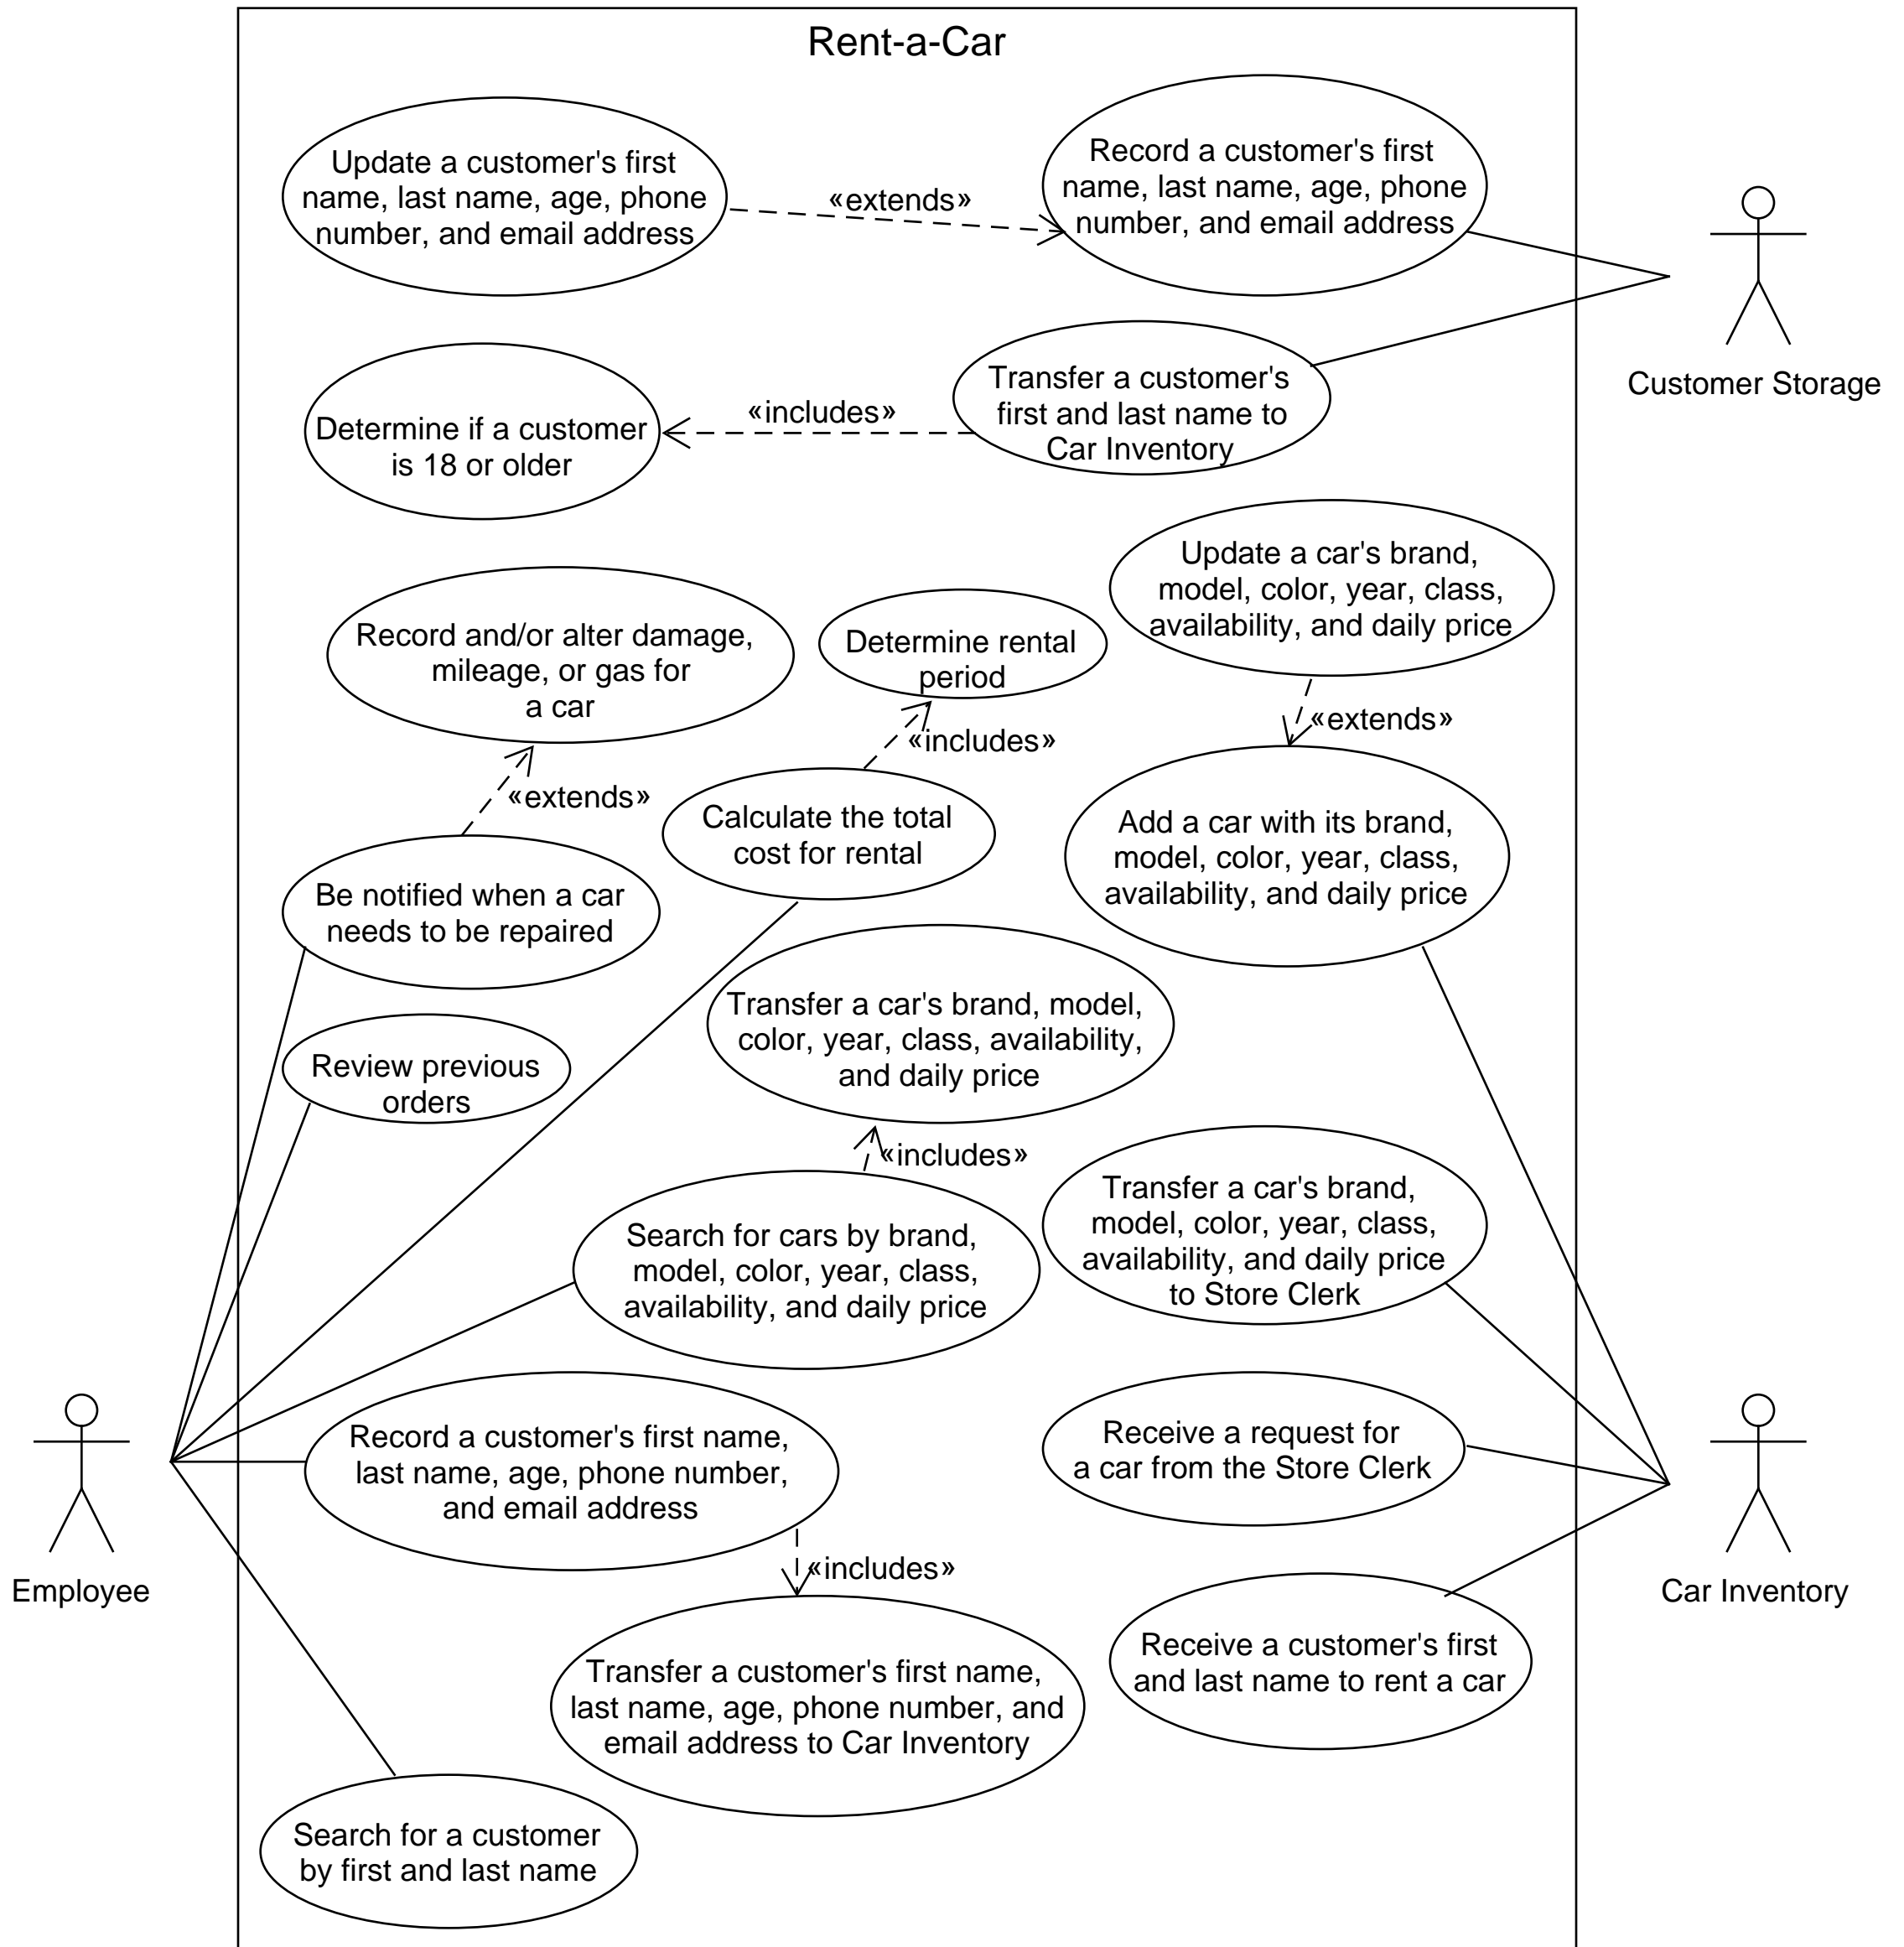 Rent-a-Car
Update a customer's first
name, last name, age, phone
number, and email address
«extends»
Record a customer's first
name, last name, age, phone
number, and email address
Customer Storage
Determine if a customer
is 18 or older
«includes»
Transfer a customer's
first and last name to
Car Inventory
Update a car's brand,
model, color, year, class,
availability, and daily price
Record and/or alter damage,
mileage, or gas for
a car
Determine rental
period
«extends»
«includes»
«extends»
Calculate the total
cost for rental
Add a car with its brand,
model, color, year, class,
availability, and daily price
Be notified when a car
needs to be repaired
Transfer a car's brand, model,
color, year, class, availability,
and daily price
Review previous
orders
«includes»
Transfer a car's brand,
model, color, year, class,
availability, and daily price
to Store Clerk
Search for cars by brand,
model, color, year, class,
availability, and daily price
Record a customer's first name,
last name, age, phone number,
and email address
Receive a request for
a car from the Store Clerk
Employee
«includes»
Car Inventory
Receive a customer's first
and last name to rent a car
Transfer a customer's first name,
last name, age, phone number, and
email address to Car Inventory
Search for a customer
by first and last name